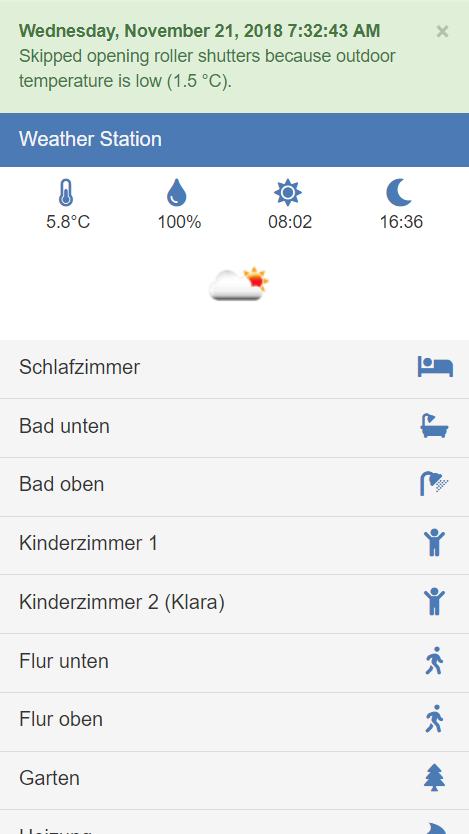 Wednesday, November 21, 2018 7:32:43 AM
×
Skipped opening roller shutters because outdoor
temperature is low (1.5 °C).
Weather Station
5.8°C 100% 08:02 16:36
Schlafzimmer
Bad unten
Bad oben
Kinderzimmer 1
Kinderzimmer 2 (Klara)
Flur unten
Flur oben
Garten
Heizung